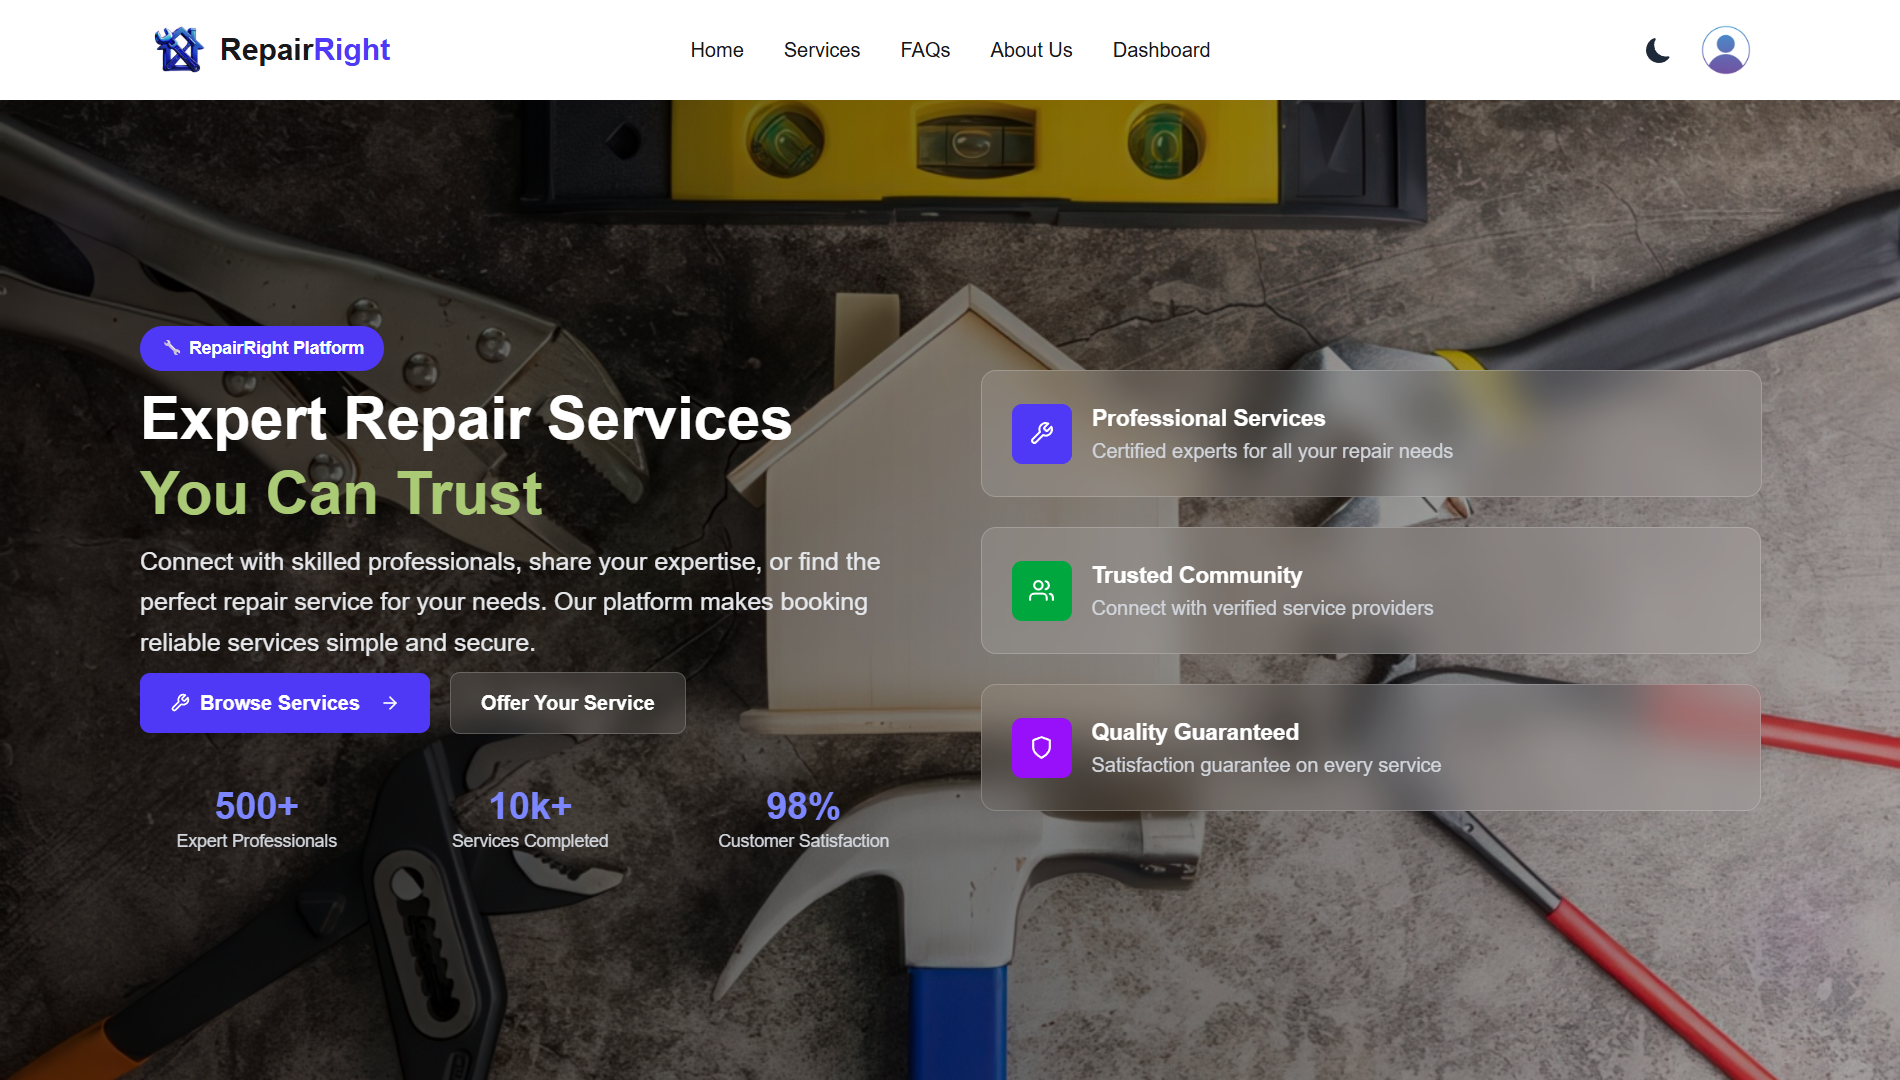 RepairRight
Home
Services
FAQs
About Us
Dashboard
RepairRight Platform
Expert Repair Services
You Can Trust
Connect with skilled professionals, share your expertise, or find the
perfect repair service for your needs. Our platform makes booking
reliable services simple and secure.
Browse Services
Offer Your Service
500+
Expert Professionals
10k+
Services Completed
98%
Customer Satisfaction
Professional Services
Certified experts for all your repair needs
Trusted Community
Connect with verified service providers
Quality Guaranteed
Satisfaction guarantee on every service